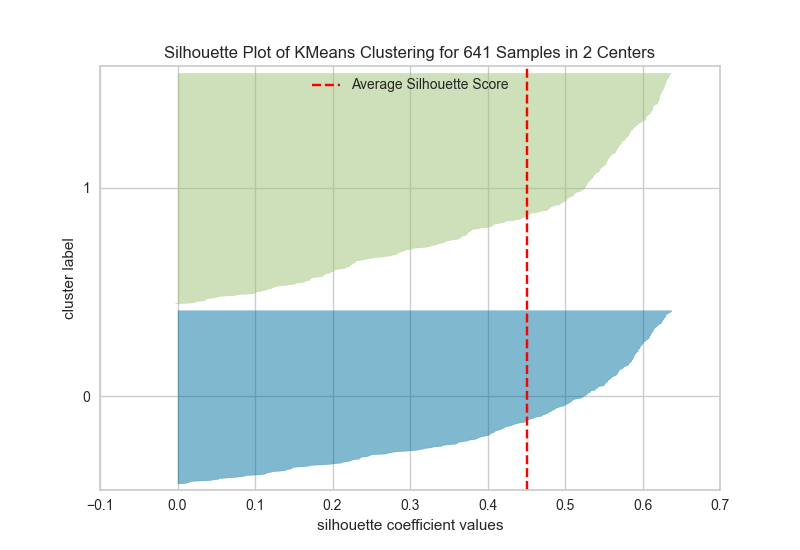 Silhouette Plot of KMeans Clustering for 641 Samples in 2 Centers
Average Silhouette Score
1
0
cluster label
−0.1 0.0 0.1 0.2 0.3 0.4 0.5 0.6 0.7
silhouette coefficient values